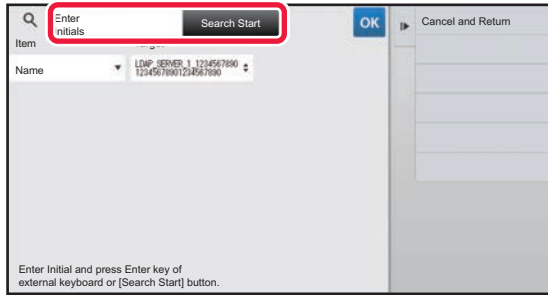 Enter
Initials
Search Start
OK
Cancel and Return
Item
Name
LDAP_SERVER_1_1234567890
12345678901234567890
Enter Initial and press Enter key of
external keyboard or [Search Start] button.